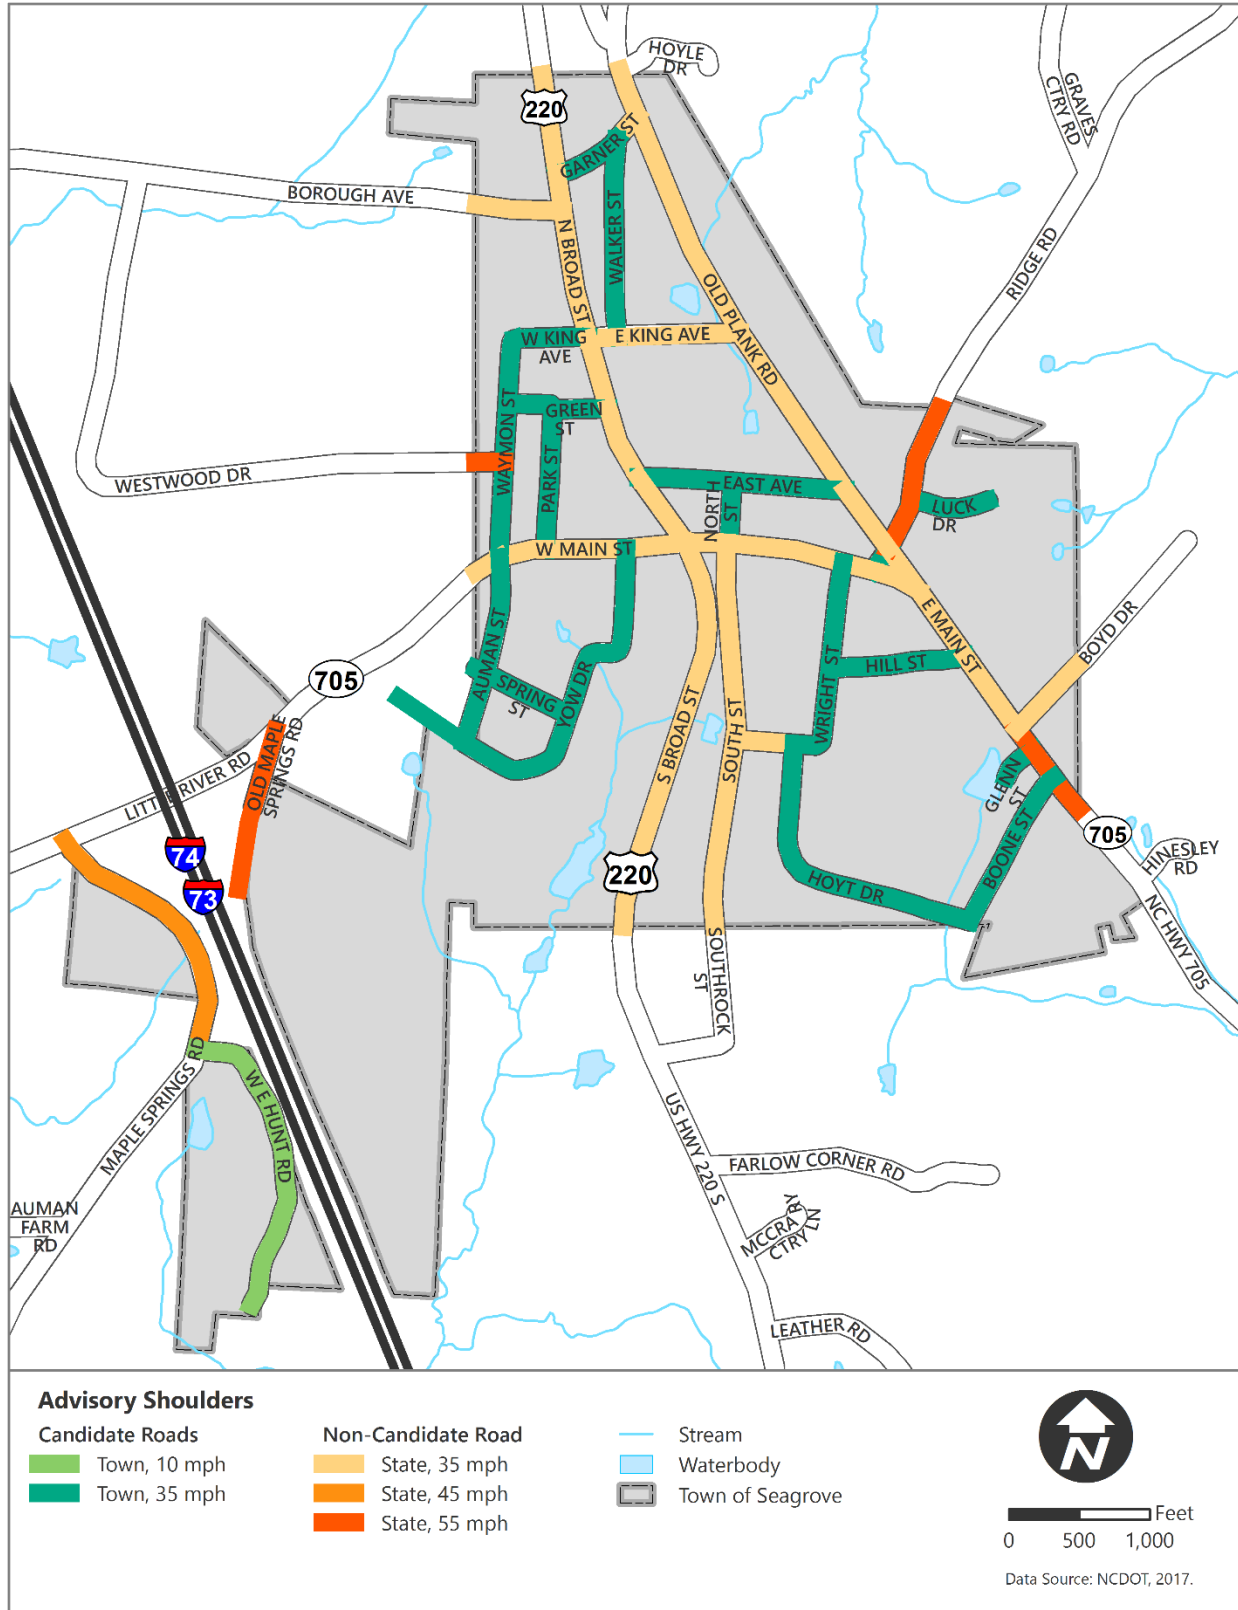 HOYLE
DR
220
GRAVES
CTRY RD
GARNER ST
BOROUGH AVE
WALKER ST
N BROAD ST
RIDGE RD
OLD PLANK RD
W KING
AVE
E KING AVE
GREEN
ST
WAYMON ST
PARK ST
WESTWOOD DR
EAST AVE
NORTH
ST
LUCK
DR
W MAIN ST
E MAIN ST
BOYD DR
AUMAN ST
SPRING
ST
YOW DR
WRIGHT ST
HILL ST
705
S BROAD ST
SOUTH ST
OLD MAPLE
SPRINGS RD
LITTLE RIVER RD
GLENN
ST
BOONE ST
705
HINESLEY
RD
74
73
220
HOYT DR
SOUTHROCK
ST
NC HWY 705
MAPLE SPRINGS RD
W E HUNT RD
US HWY 220 S
FARLOW CORNER RD
AUMAN
FARM
RD
MCCRARY
CTRY LN
LEATHER RD
Advisory Shoulders
Candidate Roads
Town, 10 mph
Town, 35 mph
Non-Candidate Road
State, 35 mph
State, 45 mph
State, 55 mph
Stream
Waterbody
Town of Seagrove
N
Feet
0 500 1,000
Data Source: NCDOT, 2017.